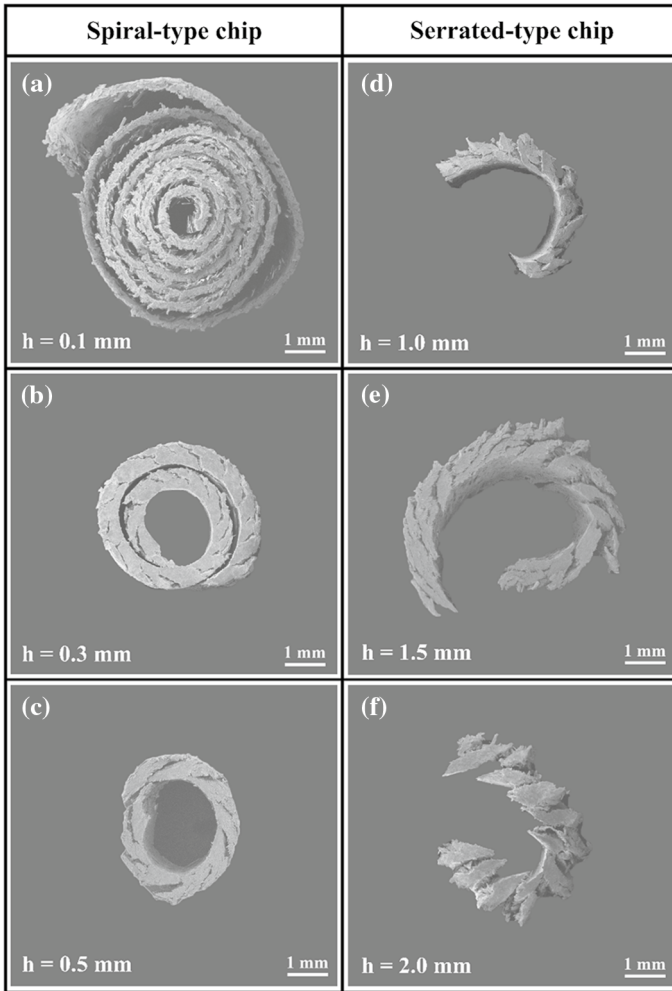 Spiral-type chip
Serrated-type chip
(a)
h = 0.1 mm
1 mm
(d)
h = 1.0 mm
1 mm
(b)
h = 0.3 mm
1 mm
(e)
h = 1.5 mm
1 mm
(c)
h = 0.5 mm
1 mm
(f)
h = 2.0 mm
1 mm